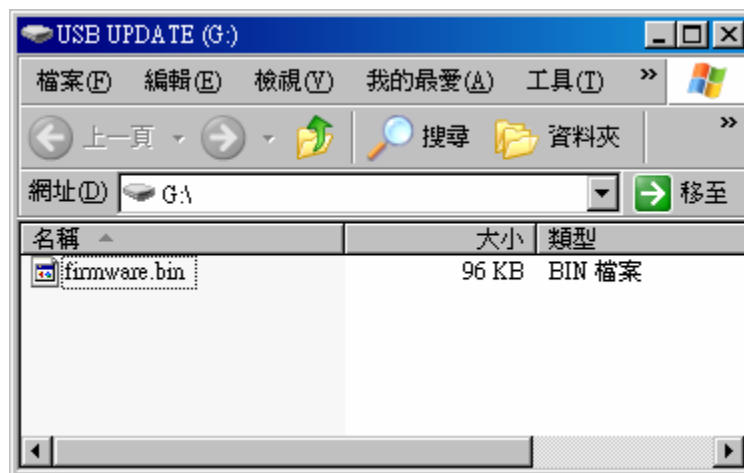 USB UPDATE (G:)
檔案(F) 編輯(E) 檢視(V) 我的最愛(A) 工具(T) »
上一頁 搜尋 資料夾 »
網址(D) G:\ 移至
名稱 大小 類型
firmware.bin 96 KB BIN 檔案